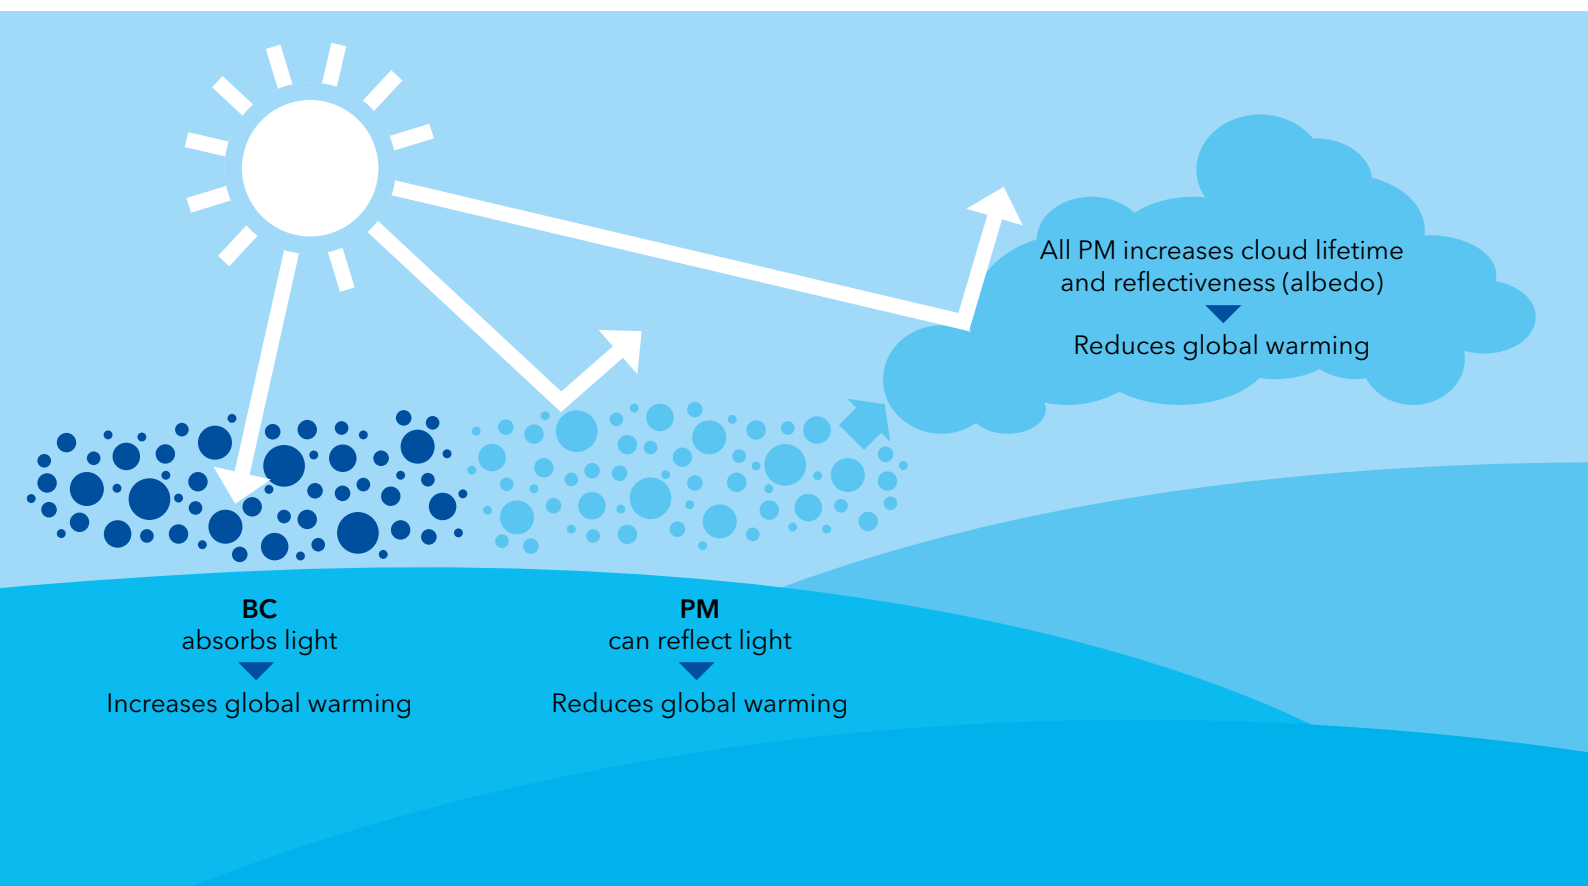 All PM increases cloud lifetime
and reflectiveness (albedo)
Reduces global warming
BC
absorbs light
Increases global warming
PM
can reflect light
Reduces global warming